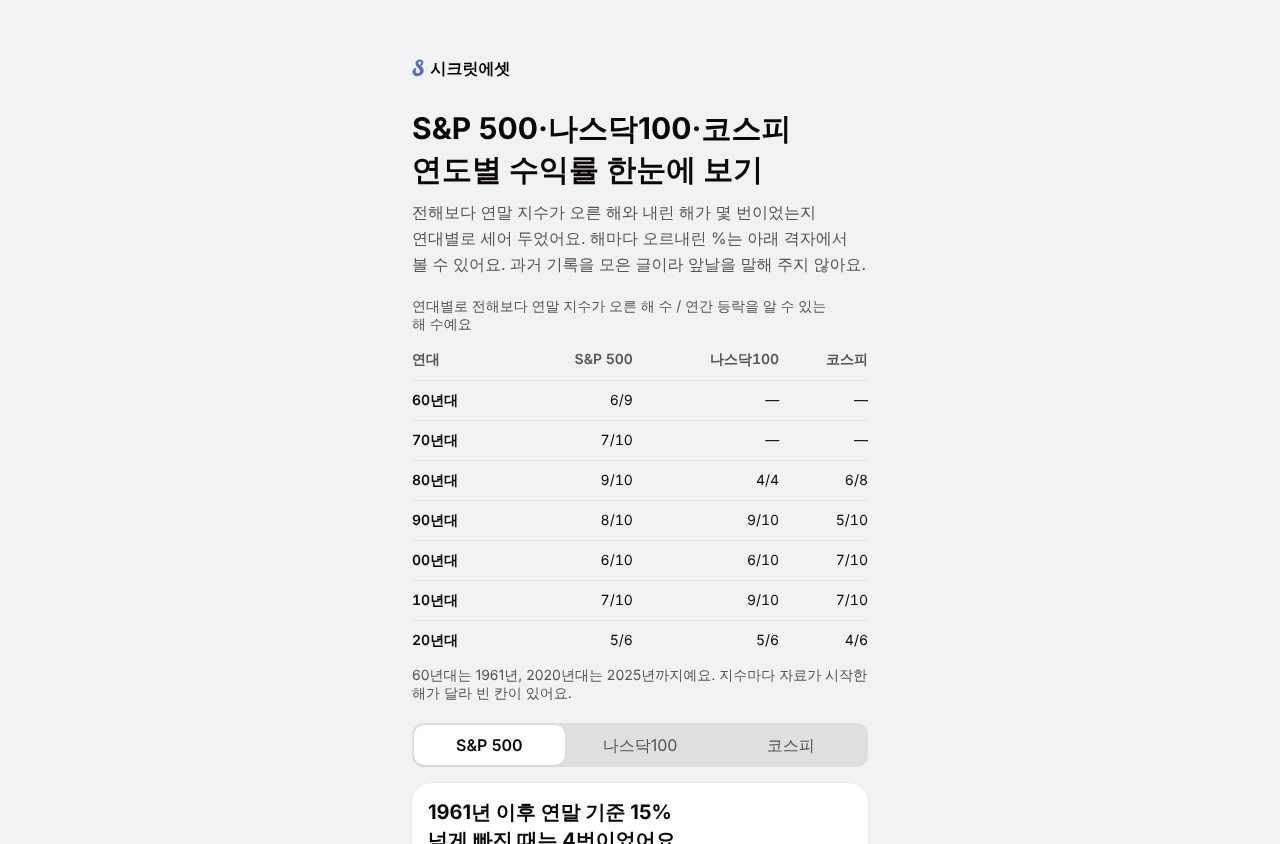 시크릿에셋
S&P 500·나스닥100·코스피
연도별 수익률 한눈에 보기
전해보다 연말 지수가 오른 해와 내린 해가 몇 번이었는지
연대별로 세어 두었어요. 해마다 오르내린 %는 아래 격자에서
볼 수 있어요. 과거 기록을 모은 글이라 앞날을 말해 주지 않아요.
연대별로 전해보다 연말 지수가 오른 해 수 / 연간 등락을 알 수 있는
해 수예요
연대 S&P 500 나스닥100 코스피
60년대 6/9 — —
70년대 7/10 — —
80년대 9/10 4/4 6/8
90년대 8/10 9/10 5/10
00년대 6/10 6/10 7/10
10년대 7/10 9/10 7/10
20년대 5/6 5/6 4/6
60년대는 1961년, 2020년대는 2025년까지예요. 지수마다 자료가 시작한
해가 달라 빈 칸이 있어요.
S&P 500 나스닥100 코스피
1961년 이후 연말 기준 15%
넘게 빠진 때는 4번이었어요